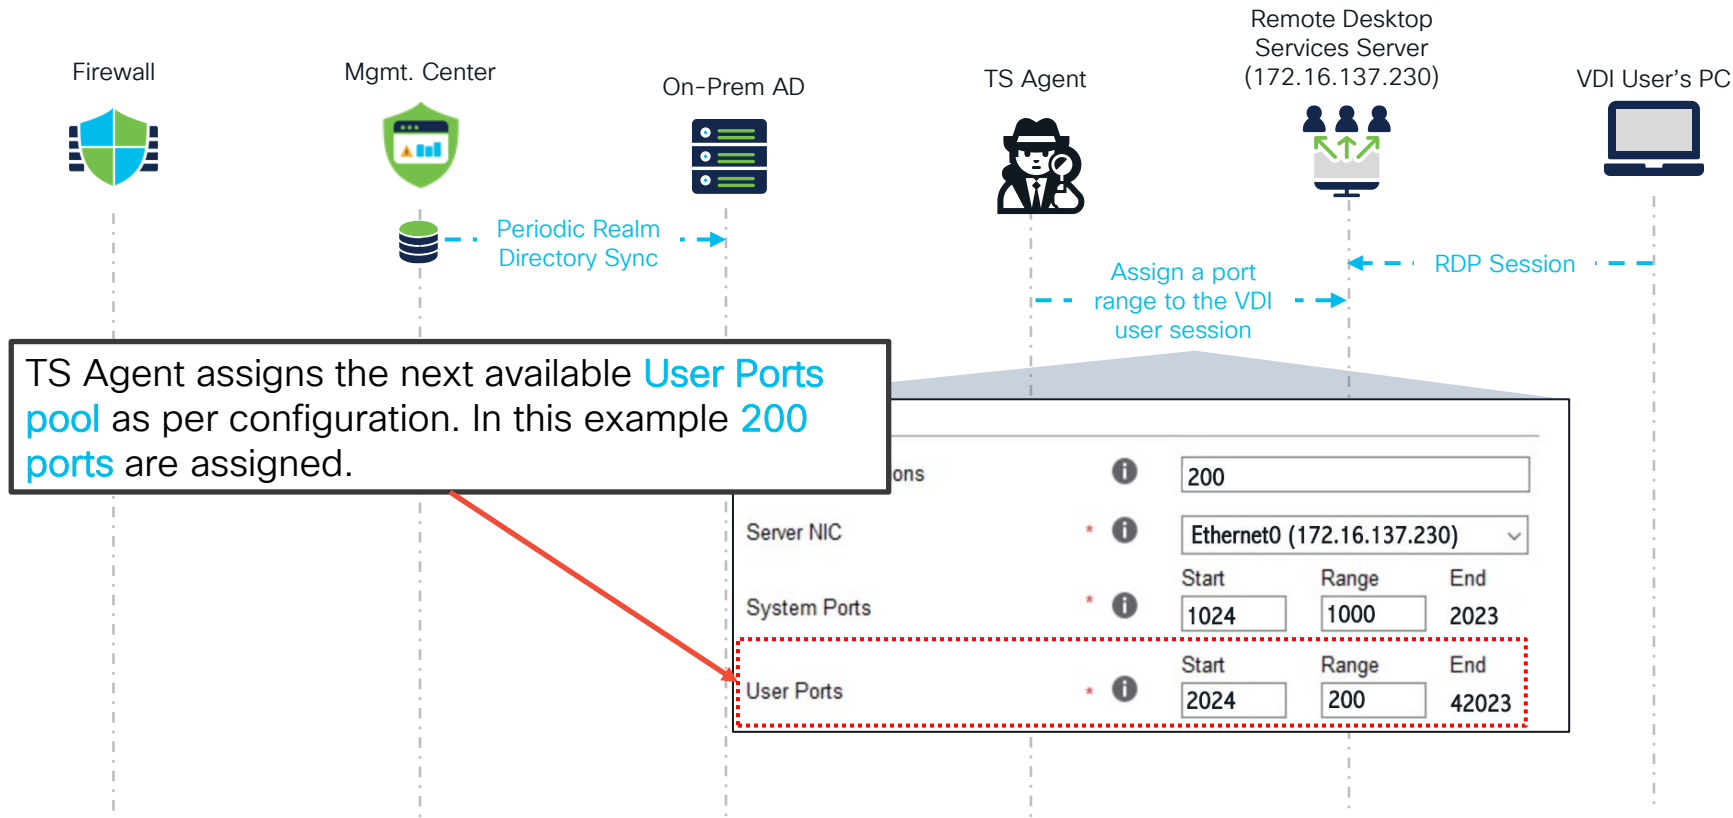 Firewall
Mgmt. Center
On-Prem AD
TS Agent
Remote Desktop
Services Server
(172.16.137.230)
VDI User's PC
Periodic Realm
Directory Sync
Assign a port
range to the VDI
user session
RDP Session
TS Agent assigns the next available User Ports
pool as per configuration. In this example 200
ports are assigned.
ons
200
Server NIC *
Ethernet0 (172.16.137.230)
Start Range End
System Ports * 1024 1000 2023
Start Range End
User Ports * 2024 200 42023